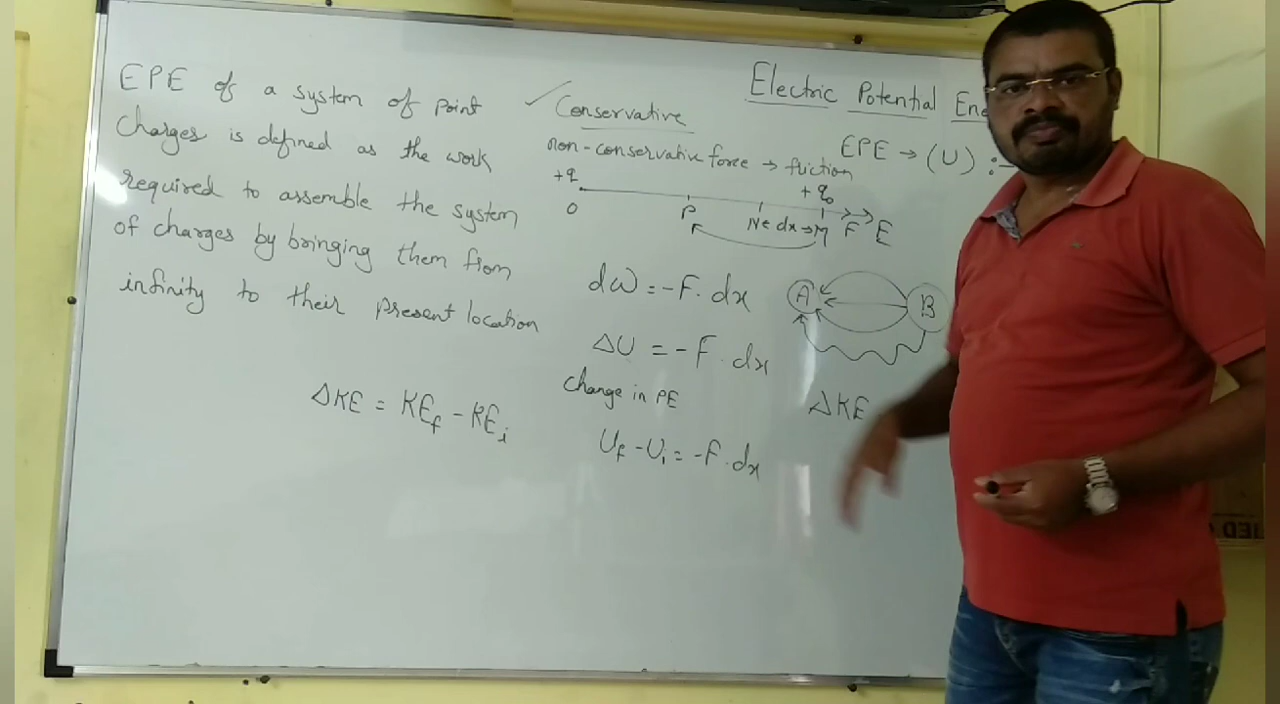 EPE of a system of point
charges is defined as the work
required to assemble the system
of charges by bringing them from
infinity to their present location
ΔKE = KEf - KEi
✓ Conservative
non-conservative force → friction
+q
+q₀
O P N ← dx → M F E
dW = -F. dx
ΔU = -F. dx
change in PE
Uf - Ui = -F. dx
Electric Potential Ene
EPE → (U) :-
A B
ΔKE